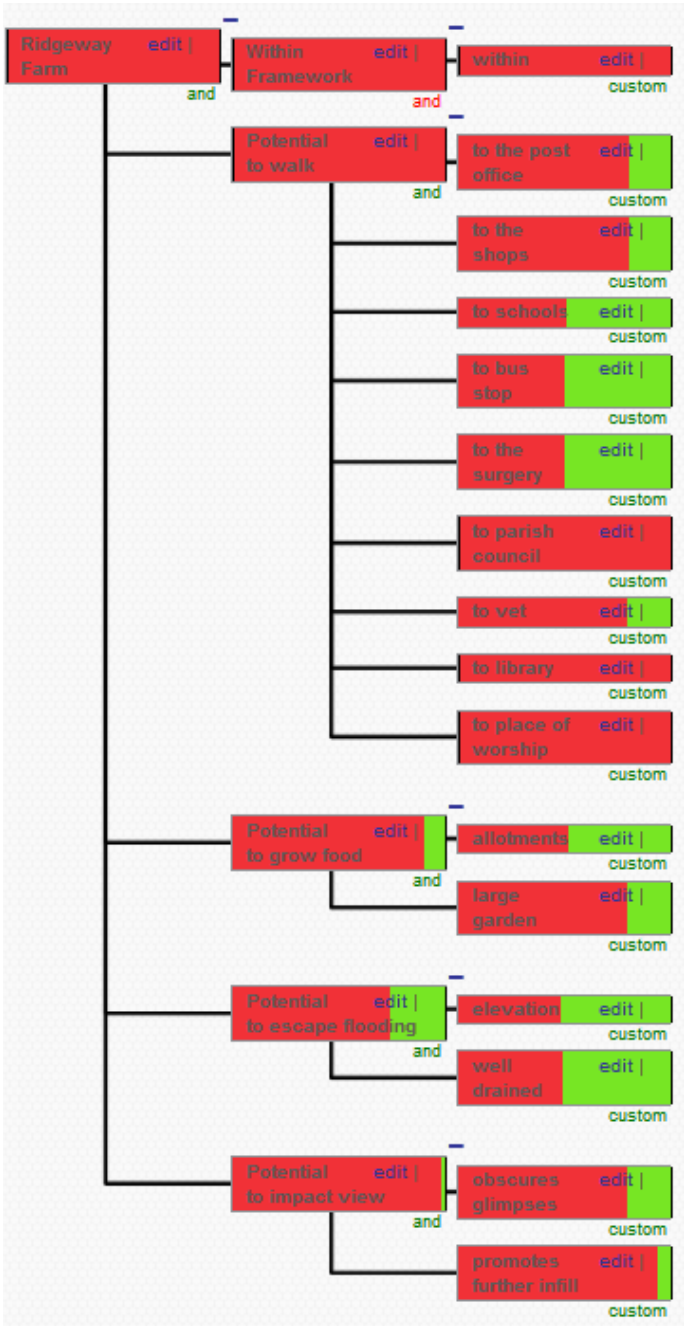 Ridgeway edit |
Farm
and
Within edit |
Framework
and
within edit |
custom
Potential edit |
to walk
and
to the post edit |
office
custom
to the edit |
shops
custom
to schools edit |
custom
to bus edit |
stop
custom
to the edit |
surgery
custom
to parish edit |
council
custom
to vet edit |
custom
to library edit |
custom
to place of edit |
worship
custom
Potential edit |
to grow food
and
allotments edit |
custom
large edit |
garden
custom
Potential edit |
to escape flooding
and
elevation edit |
custom
well edit |
drained
custom
Potential edit |
to impact view
and
obscures edit |
glimpses
custom
promotes edit |
further infill
custom